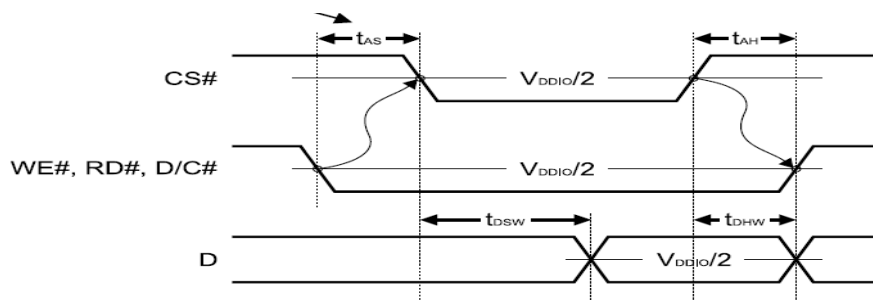 tAS tAH
CS# VDDIO/2
WE#, RD#, D/C# VDDIO/2
tDSW tDHW
D VDDIO/2